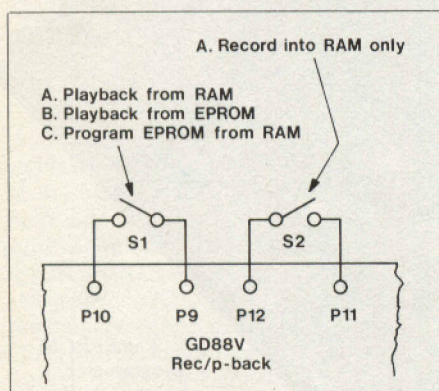 A. Record into RAM only
A. Playback from RAM
B. Playback from EPROM
C. Program EPROM from RAM
S1
S2
P10 P9 P12 P11
GD88V
Rec/p-back